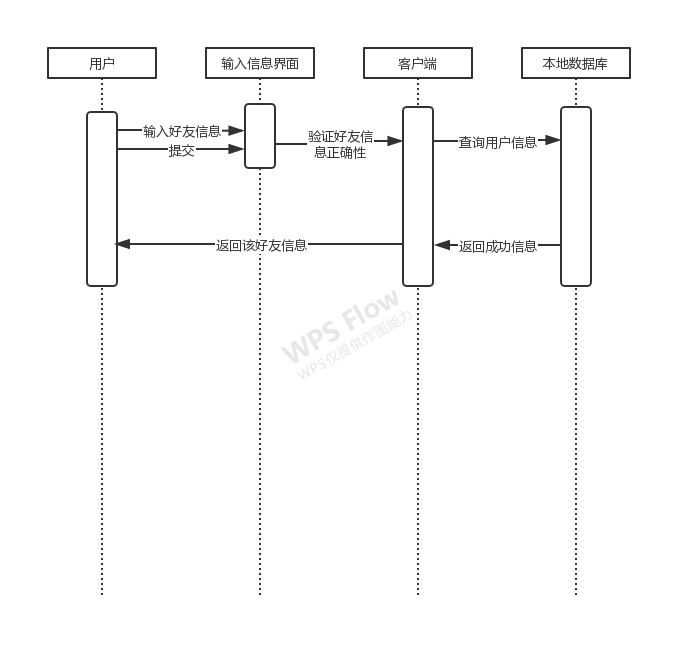 用户
输入信息界面
客户端
本地数据库
输入好友信息
提交
验证好友信
息正确性
查询用户信息
返回该好友信息
返回成功信息
WPS Flow
WPS仅提供作图能力